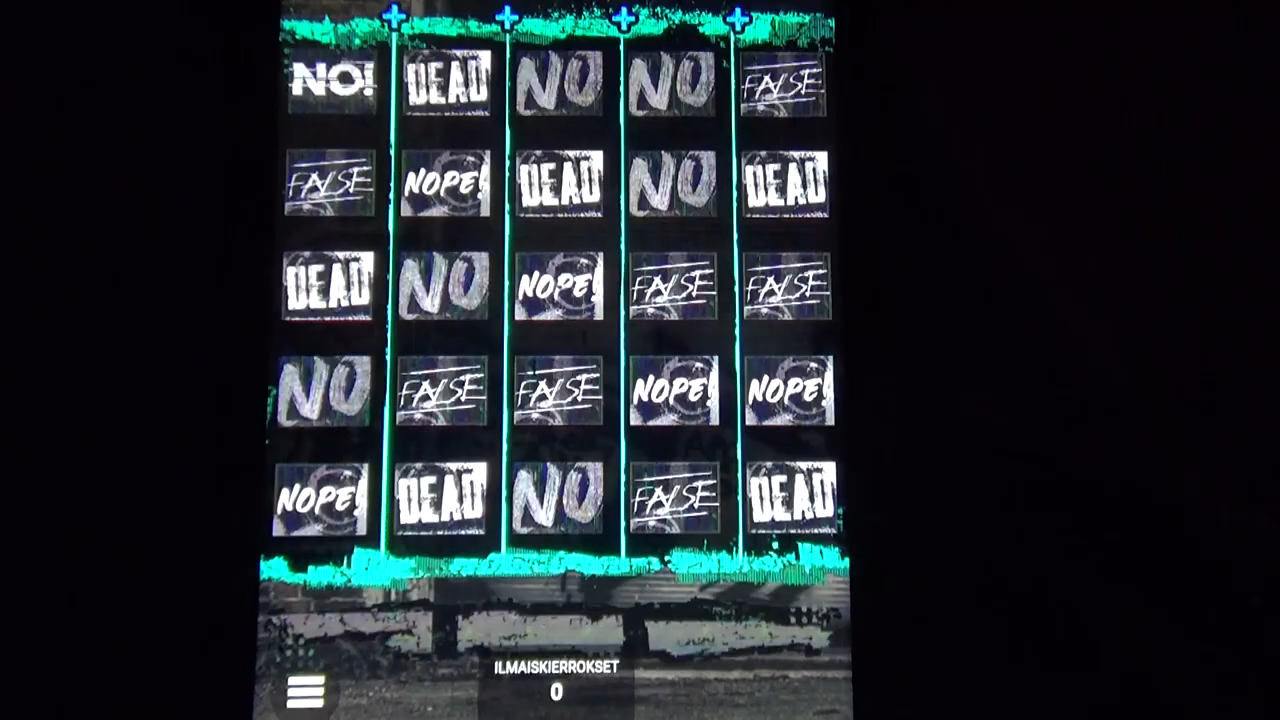 NO! DEAD NO NO FALSE
FALSE NOPE! DEAD NO DEAD
DEAD NO NOPE! FALSE FALSE
NO FALSE FALSE NOPE! NOPE!
NOPE! DEAD NO FALSE DEAD
ILMAISKIERROKSET
0